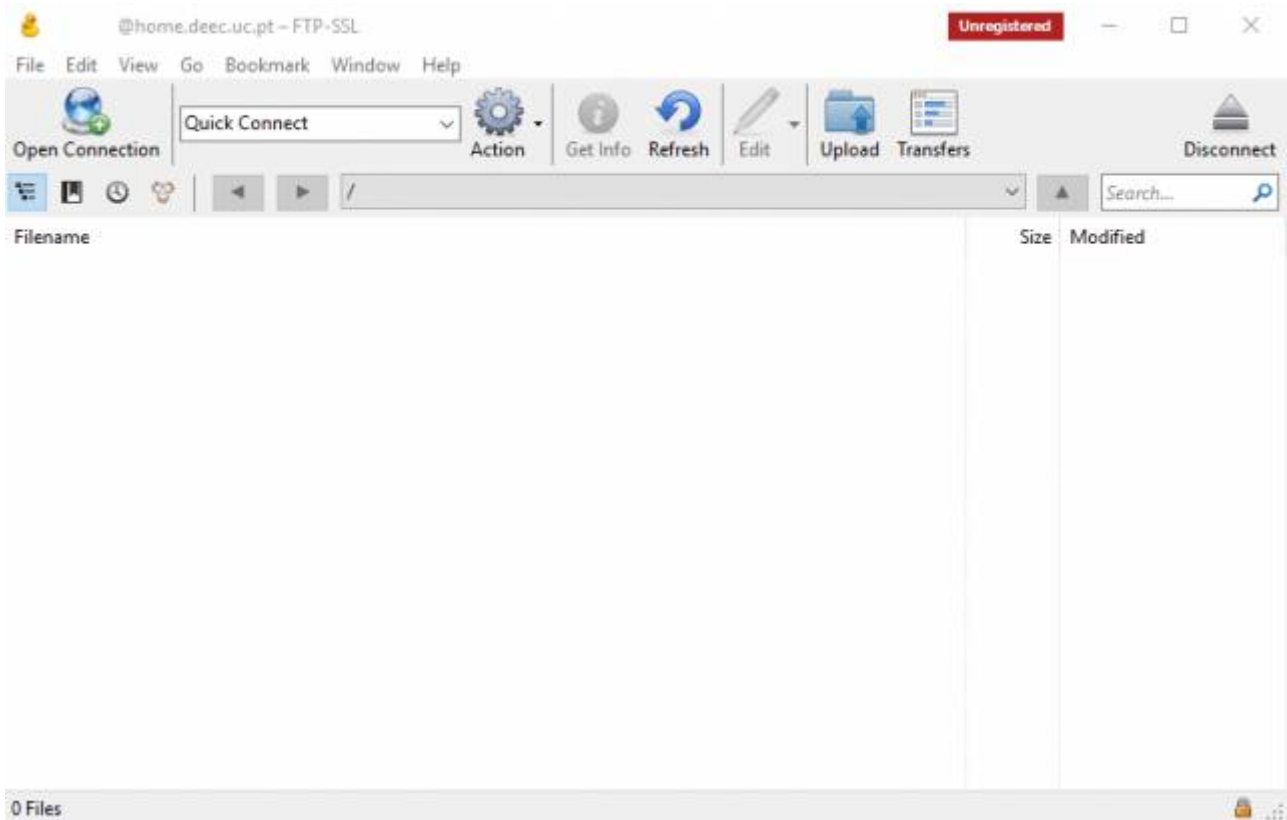 @home.deec.uc.pt – FTP-SSL Unregistered
File Edit View Go Bookmark Window Help
Quick Connect
Open Connection Action Get Info Refresh Edit Upload Transfers Disconnect
/ Search...
Filename Size Modified
0 Files